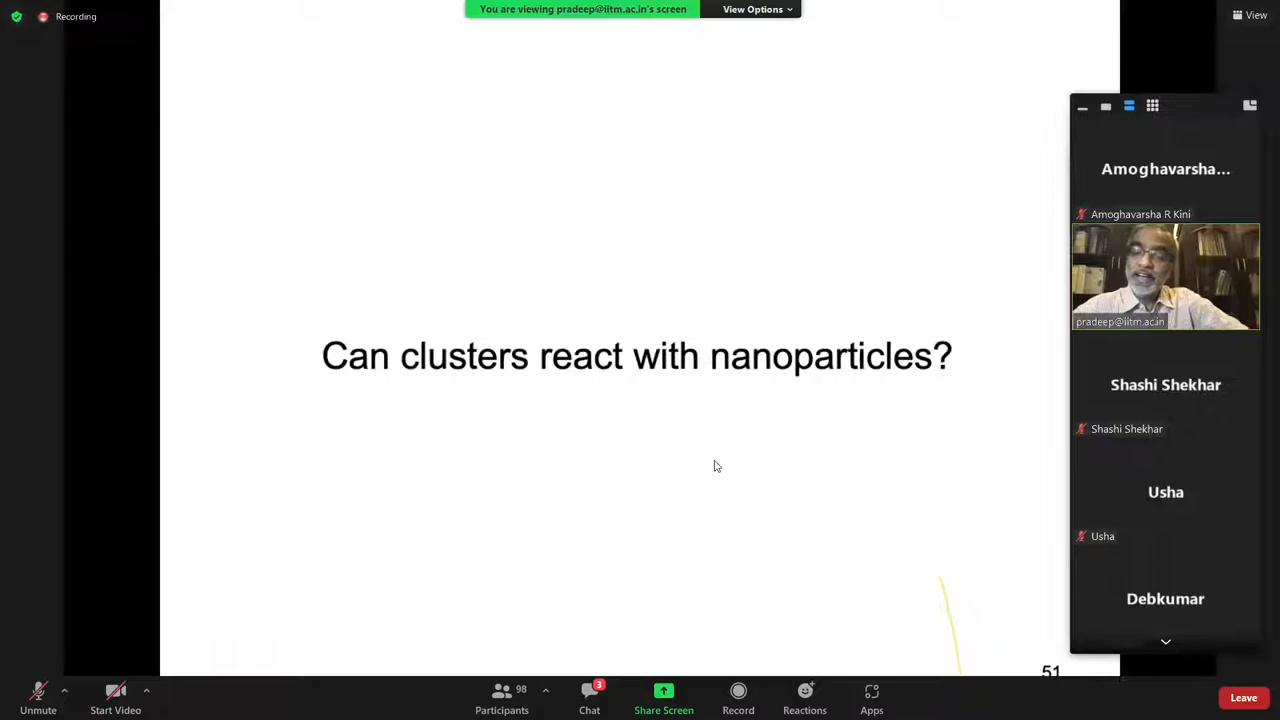 Recording
You are viewing pradeep@iitm.ac.in's screen
View Options
View
Amoghavarsha...
Amoghavarsha R Kini
pradeep@iitm.ac.in
Shashi Shekhar
Shashi Shekhar
Usha
Usha
Debkumar
Can clusters react with nanoparticles?
51
Unmute
Start Video
98
Participants
3
Chat
Share Screen
Record
Reactions
Apps
Leave